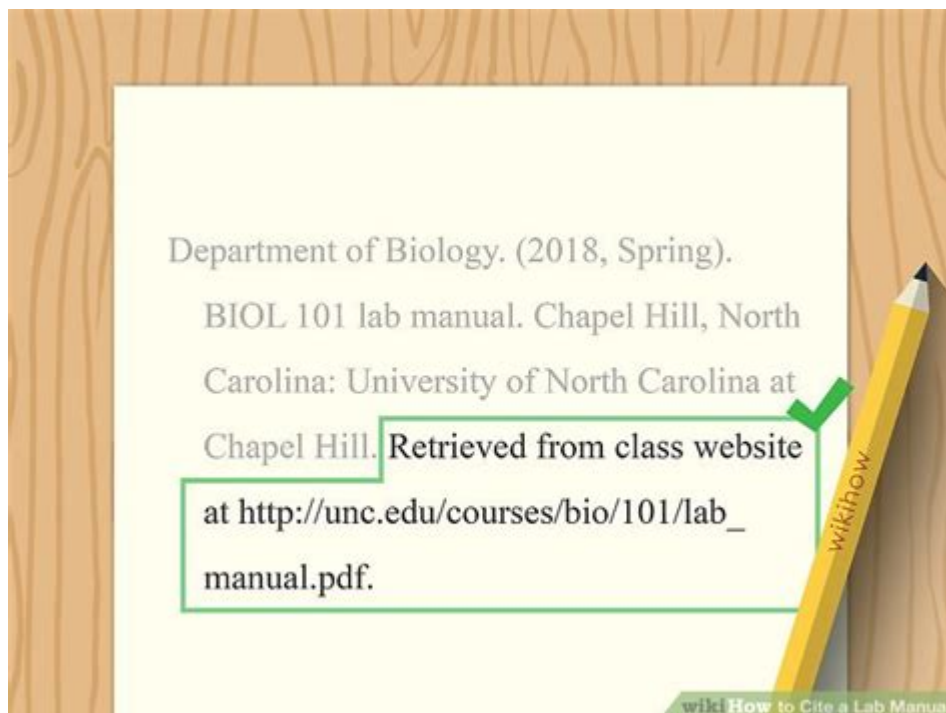 Department of Biology. (2018, Spring).
BIOL 101 lab manual. Chapel Hill, North
Carolina: University of North Carolina at
Chapel Hill. Retrieved from class website
at http://unc.edu/courses/bio/101/lab_
manual.pdf.
wikihow
wikiHow to Cite a Lab Manual